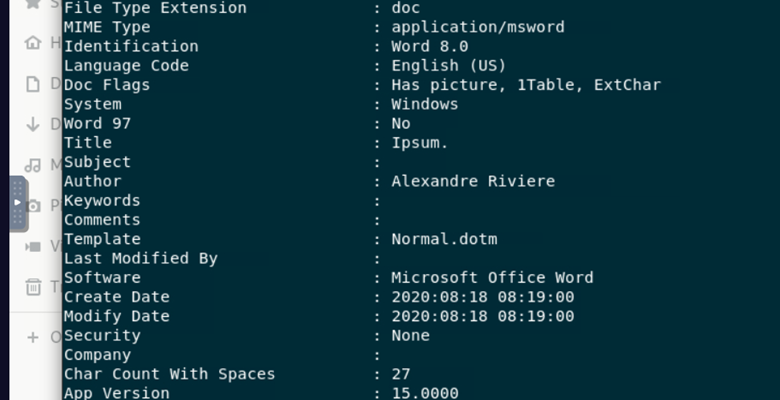 File Type Extension : doc
MIME Type : application/msword
Identification : Word 8.0
Language Code : English (US)
Doc Flags : Has picture, 1Table, ExtChar
System : Windows
Word 97 : No
Title : Ipsum.
Subject :
Author : Alexandre Riviere
Keywords :
Comments :
Template : Normal.dotm
Last Modified By :
Software : Microsoft Office Word
Create Date : 2020:08:18 08:19:00
Modify Date : 2020:08:18 08:19:00
Security : None
Company :
Char Count With Spaces : 27
App Version : 15.0000